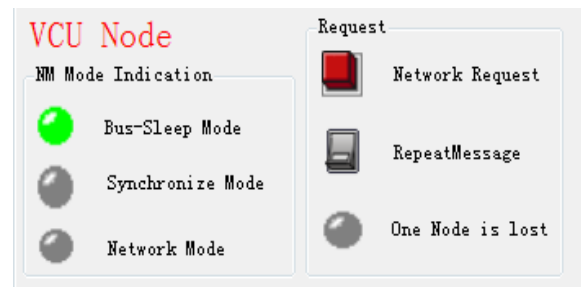 VCU Node
NM Mode Indication
Bus-Sleep Mode
Synchronize Mode
Network Mode
Request
Network Request
RepeatMessage
One Node is lost